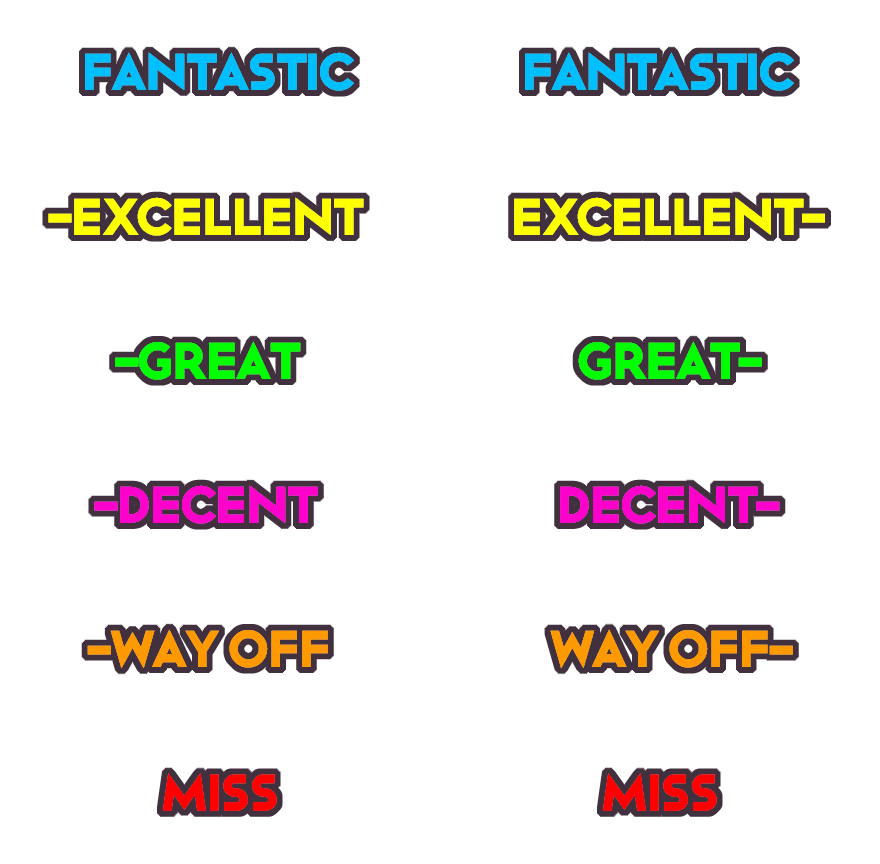 FANTASTIC FANTASTIC
-EXCELLENT EXCELLENT-
-GREAT GREAT-
-DECENT DECENT-
-WAY OFF WAY OFF-
MISS MISS